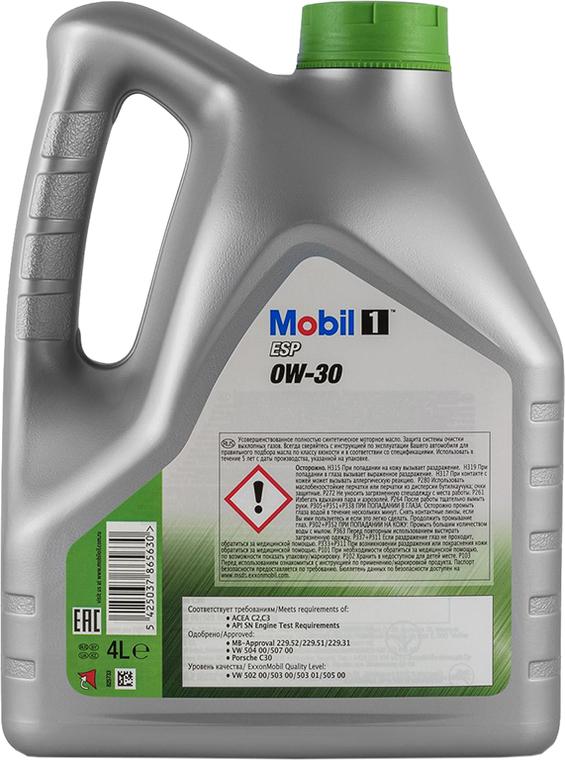 Mobil 1™
ESP
0W-30
RUS Усовершенствованное полностью синтетическое моторное масло. Защита системы очистки
выхлопных газов. Всегда сверяйтесь с инструкцией по эксплуатации Вашего автомобиля для
правильного подбора масла по классу вязкости и в соответствии со спецификациями. Использовать в
течение 5 лет с даты производства, указанной на упаковке.
Осторожно. H315 При попадании на кожу вызывает раздражение. H319 При
попадании в глаза вызывает выраженное раздражение. H317 При контакте с
кожей может вызывать аллергическую реакцию. P280 Использовать
маслобензостойкие перчатки или перчатки из дисперсии бутилкаучука; очки
защитные. P272 Не уносить загрязненную спецодежду с места работы. P261
Избегать вдыхания пара и аэрозолей. P264 После работы тщательно вымыть
руки. P305+P351+P338 ПРИ ПОПАДАНИИ В ГЛАЗА: Осторожно промыть
глаза водой в течение нескольких минут. Снять контактные линзы, если
Вы ими пользуетесь и если это легко сделать. Продолжить промывание
глаз. P302+P352 ПРИ ПОПАДАНИИ НА КОЖУ: Промыть большим количеством
воды с мылом. P363 Перед повторным использованием выстирать
загрязненную одежду. P337+P311 Если раздражение глаз не проходит,
обратиться за медицинской помощью. P333+P311 При возникновении раздражения или покраснения кожи
обратиться за медицинской помощью. P101 При необходимости обратиться за медицинской помощью, по
возможности показать упаковку/маркировку. P102 Хранить в недоступном для детей месте. P103
Перед использованием ознакомиться с инструкцией по применению/маркировкой продукта. Паспорт
безопасности предоставляется по требованию. Бюллетень данных по безопасности доступен на
www.msds.exxonmobil.com
Соответствует требованиям/Meets requirements of:
• ACEA C2,C3
• API SN Engine Test Requirements
Одобрено/Approved:
• MB-Approval 229.52/229.51/229.31
• VW 504 00/507 00
• Porsche C30
Уровень качества/ ExxonMobil Quality Level:
• VW 502 00/503 00/503 01/505 00
visit us at
www.mobiloil.com.ru
5 425037 865630 >
EAC
4L e
825733